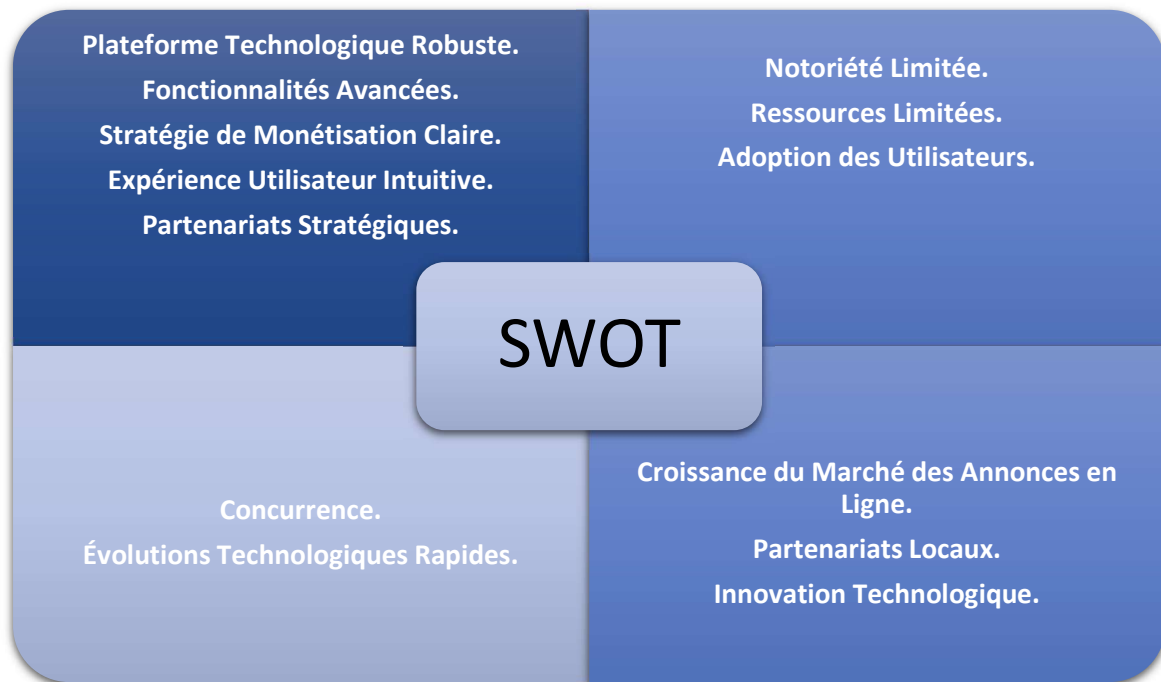 Plateforme Technologique Robuste.
Fonctionnalités Avancées.
Stratégie de Monétisation Claire.
Expérience Utilisateur Intuitive.
Partenariats Stratégiques.
Notoriété Limitée.
Ressources Limitées.
Adoption des Utilisateurs.
SWOT
Concurrence.
Évolutions Technologiques Rapides.
Croissance du Marché des Annonces en
Ligne.
Partenariats Locaux.
Innovation Technologique.